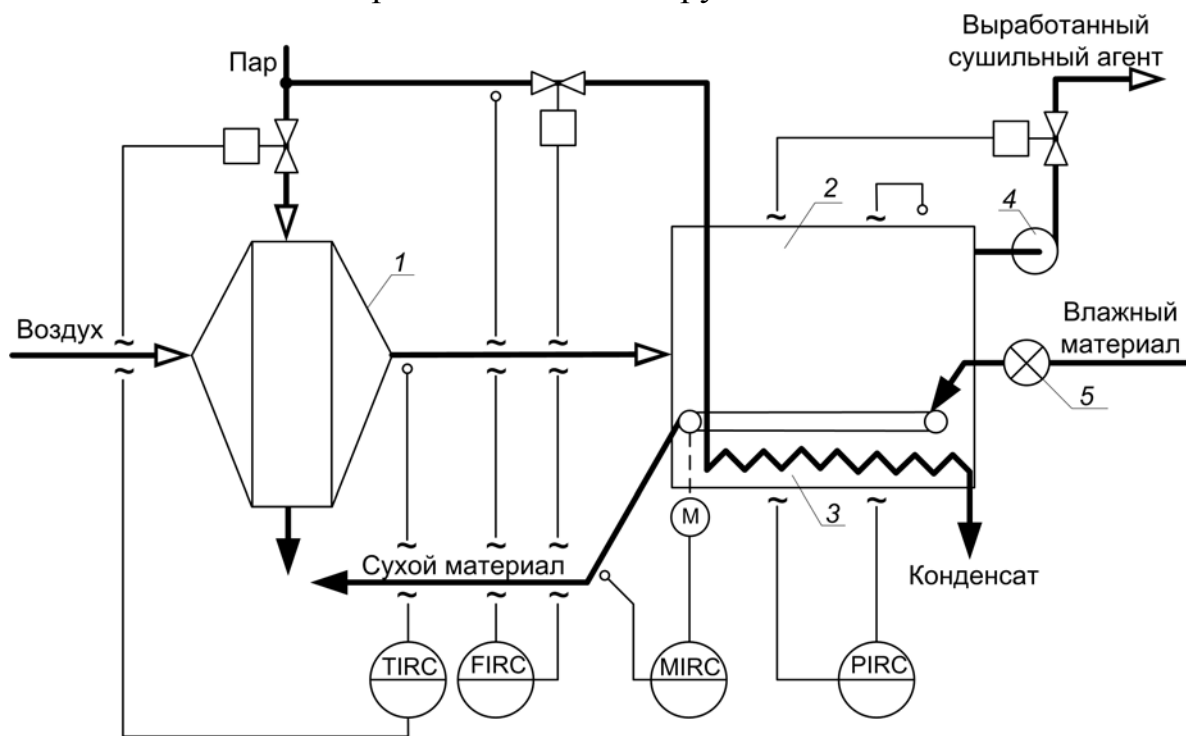 Выработанный
сушильный агент
Пар
2
4
1
Воздух
Влажный
материал
5
3
М
Сухой материал
Конденсат
TIRC
FIRC
MIRC
PIRC